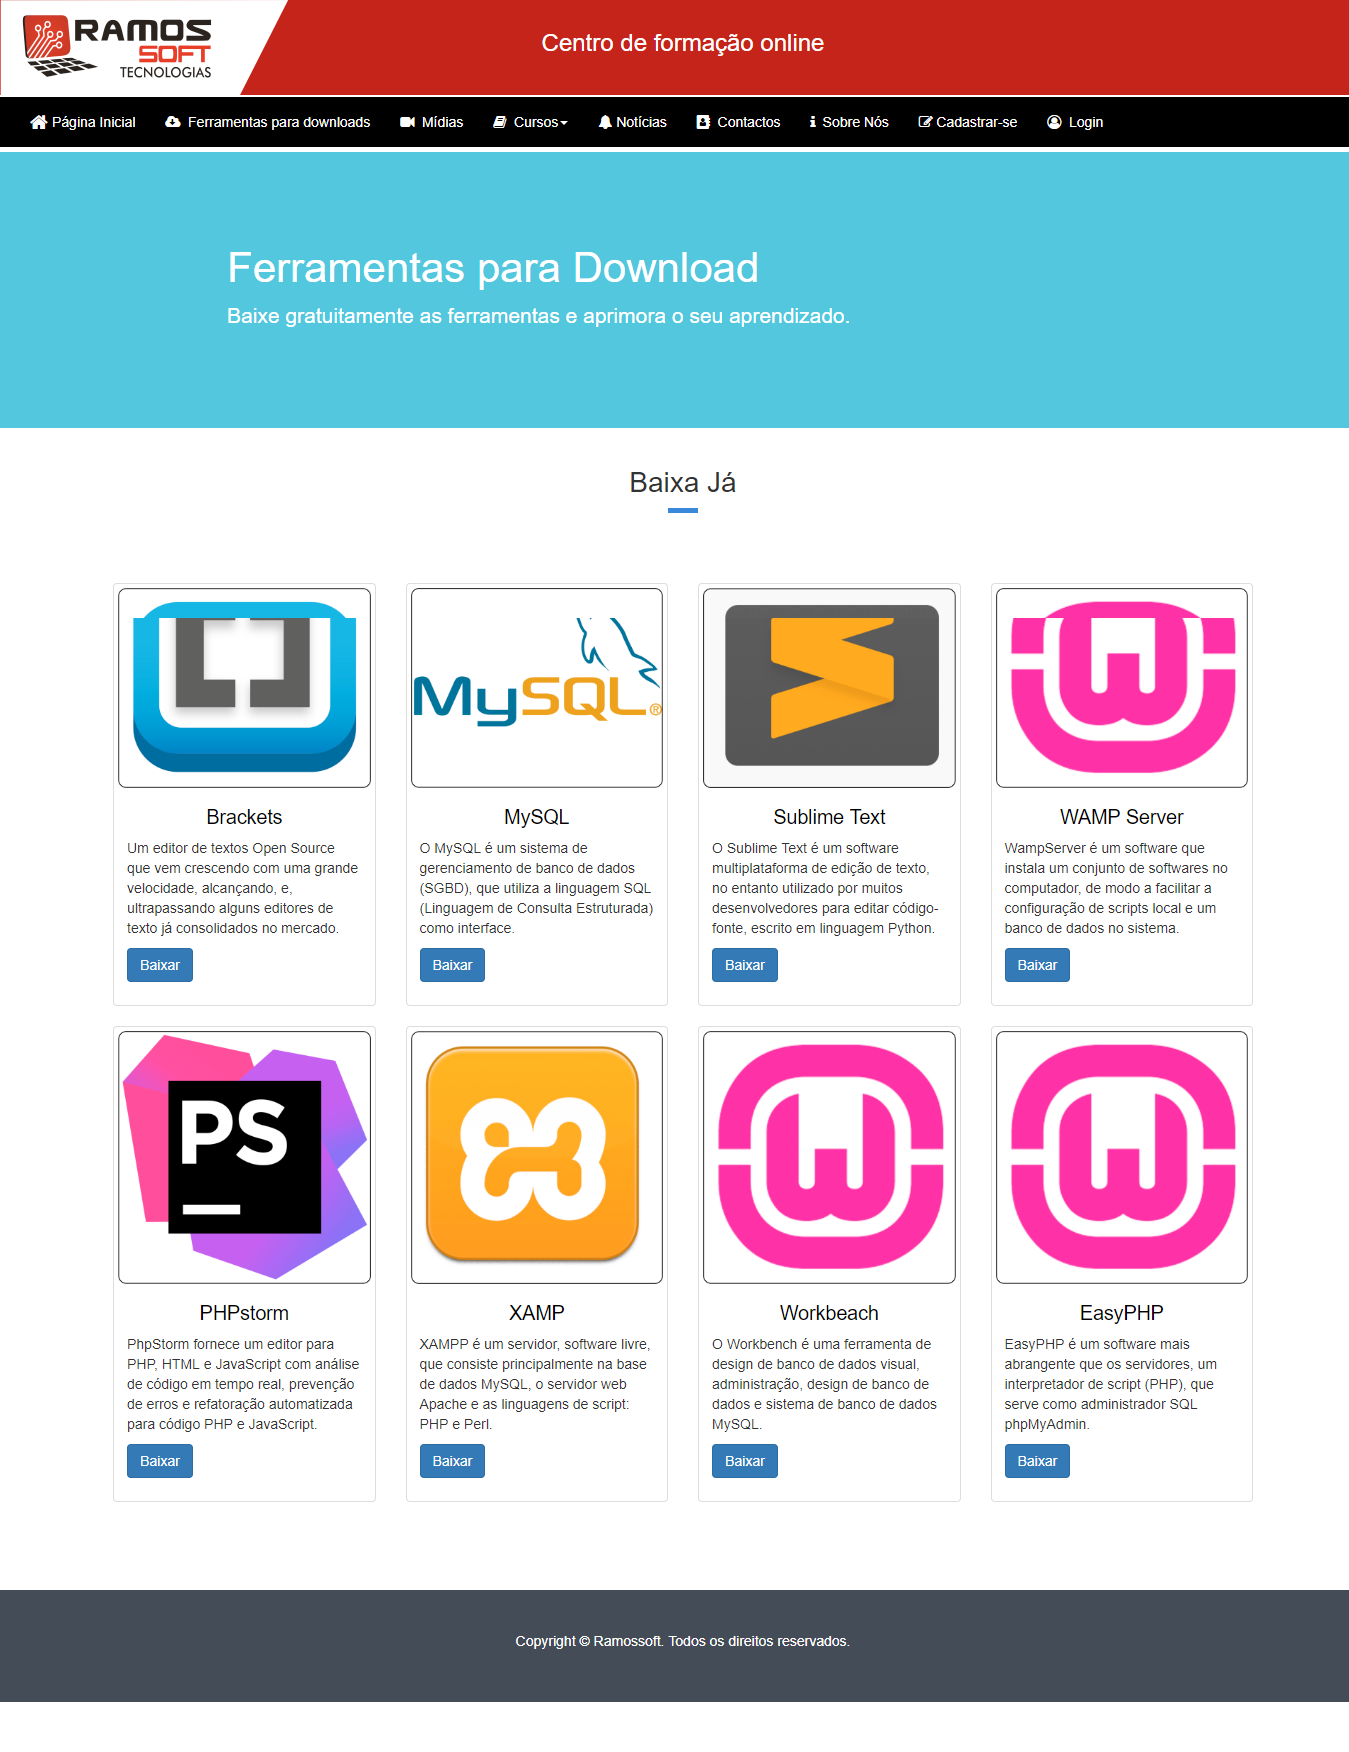 RAMOS
SOFT
TECNOLOGIAS
Centro de formação online
Página Inicial
Ferramentas para downloads
Mídias
Cursos
Notícias
Contactos
Sobre Nós
Cadastrar-se
Login
Ferramentas para Download
Baixe gratuitamente as ferramentas e aprimora o seu aprendizado.
Baixa Já
MySQL®
Brackets
Um editor de textos Open Source
que vem crescendo com uma grande
velocidade, alcançando, e,
ultrapassando alguns editores de
texto já consolidados no mercado.
Baixar
MySQL
O MySQL é um sistema de
gerenciamento de banco de dados
(SGBD), que utiliza a linguagem SQL
(Linguagem de Consulta Estruturada)
como interface.
Baixar
Sublime Text
O Sublime Text é um software
multiplataforma de edição de texto,
no entanto utilizado por muitos
desenvolvedores para editar código-
fonte, escrito em linguagem Python.
Baixar
W
WAMP Server
WampServer é um software que
instala um conjunto de softwares no
computador, de modo a facilitar a
configuração de scripts local e um
banco de dados no sistema.
Baixar
PS
PHPstorm
PhpStorm fornece um editor para
PHP, HTML e JavaScript com análise
de código em tempo real, prevenção
de erros e refatoração automatizada
para código PHP e JavaScript.
Baixar
XAMP
XAMPP é um servidor, software livre,
que consiste principalmente na base
de dados MySQL, o servidor web
Apache e as linguagens de script:
PHP e Perl.
Baixar
W
Workbeach
O Workbench é uma ferramenta de
design de banco de dados visual,
administração, design de banco de
dados e sistema de banco de dados
MySQL.
Baixar
W
EasyPHP
EasyPHP é um software mais
abrangente que os servidores, um
interpretador de script (PHP), que
serve como administrador SQL
phpMyAdmin.
Baixar
Copyright © Ramossoft. Todos os direitos reservados.